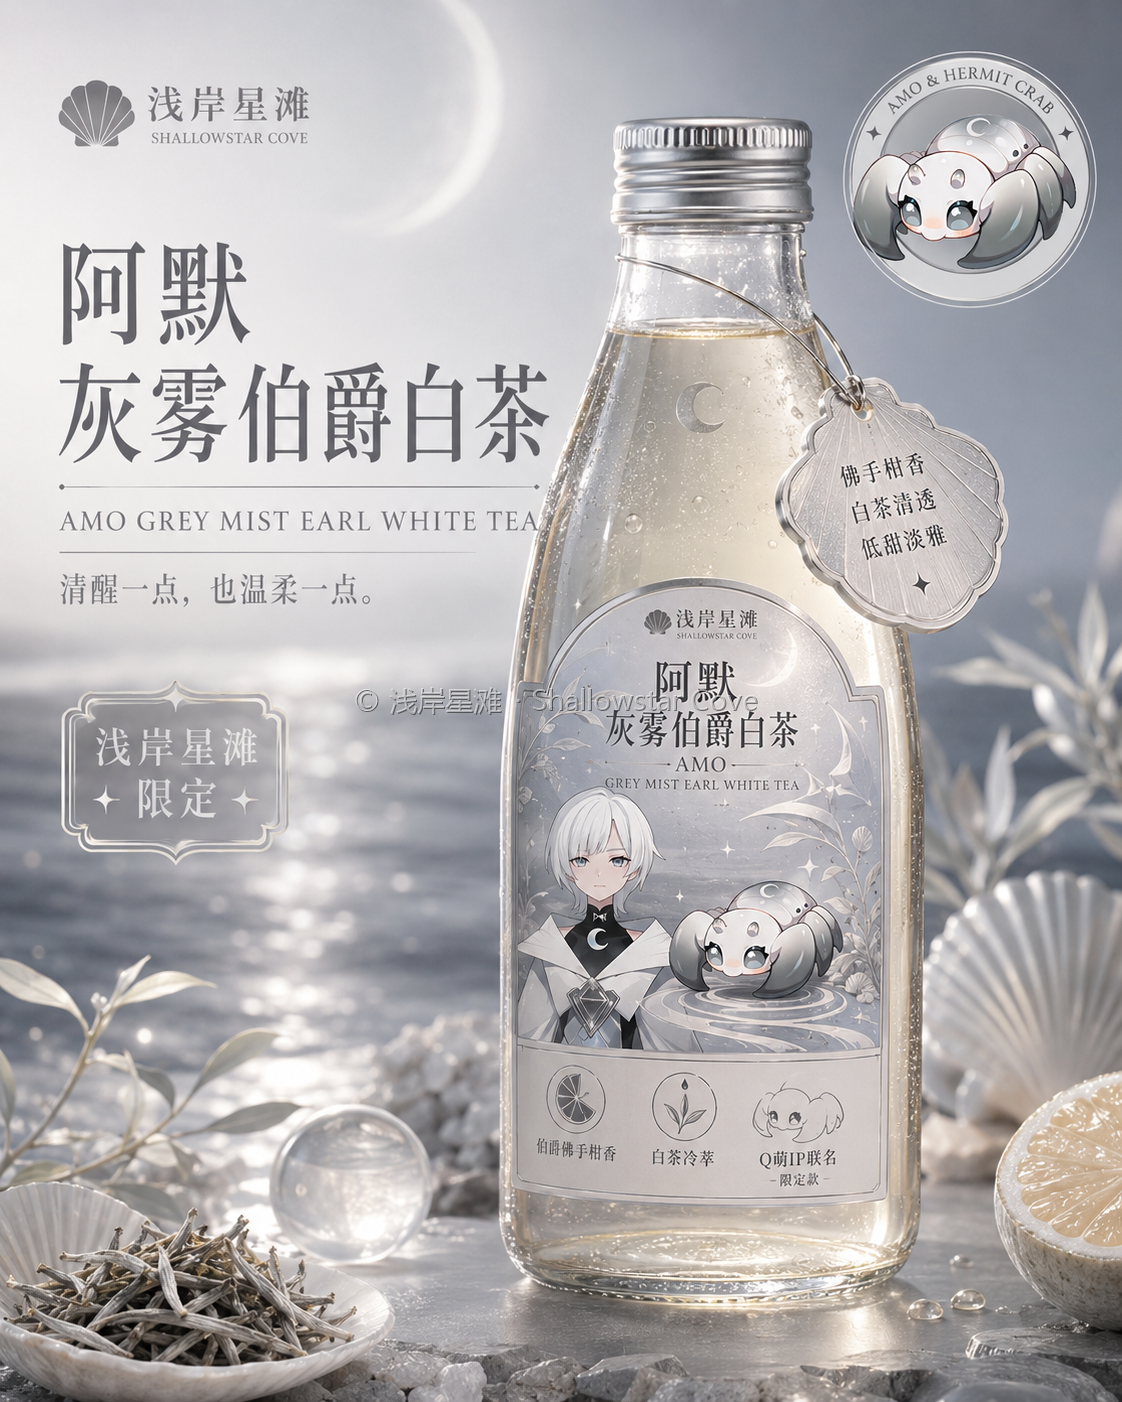 浅岸星滩
SHALLOWSTAR COVE
AMO & HERMIT CRAB
阿默
灰雾伯爵白茶
AMO GREY MIST EARL WHITE TEA
清醒一点，也温柔一点。
佛手柑香
白茶清透
低甜淡雅
浅岸星滩
限定
© 浅岸星滩 · Shallowstar Cove
浅岸星滩
SHALLOWSTAR COVE
阿默
灰雾伯爵白茶
AMO
GREY MIST EARL WHITE TEA
伯爵佛手柑香
白茶冷萃
Q萌IP联名
-限定款-